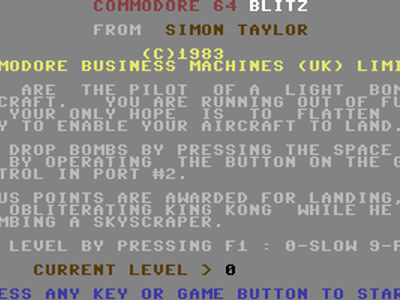 COMMODORE 64 BLITZ
FROM SIMON TAYLOR
(C)1983
MODORE BUSINESS MACHINES (UK) LIMI
ARE THE PILOT OF A LIGHT BOM
CRAFT. YOU ARE RUNNING OUT OF FU
YOUR ONLY HOPE IS TO FLATTEN
Y TO ENABLE YOUR AIRCRAFT TO LAND.
DROP BOMBS BY PRESSING THE SPACE
BY OPERATING THE BUTTON ON THE G
TROL IN PORT #2.
US POINTS ARE AWARDED FOR LANDING,
OBLITERATING KING KONG WHILE HE
MBING A SKYSCRAPER.
LEVEL BY PRESSING F1 : 0-SLOW 9-F
CURRENT LEVEL > 0
ESS ANY KEY OR GAME BUTTON TO STAR